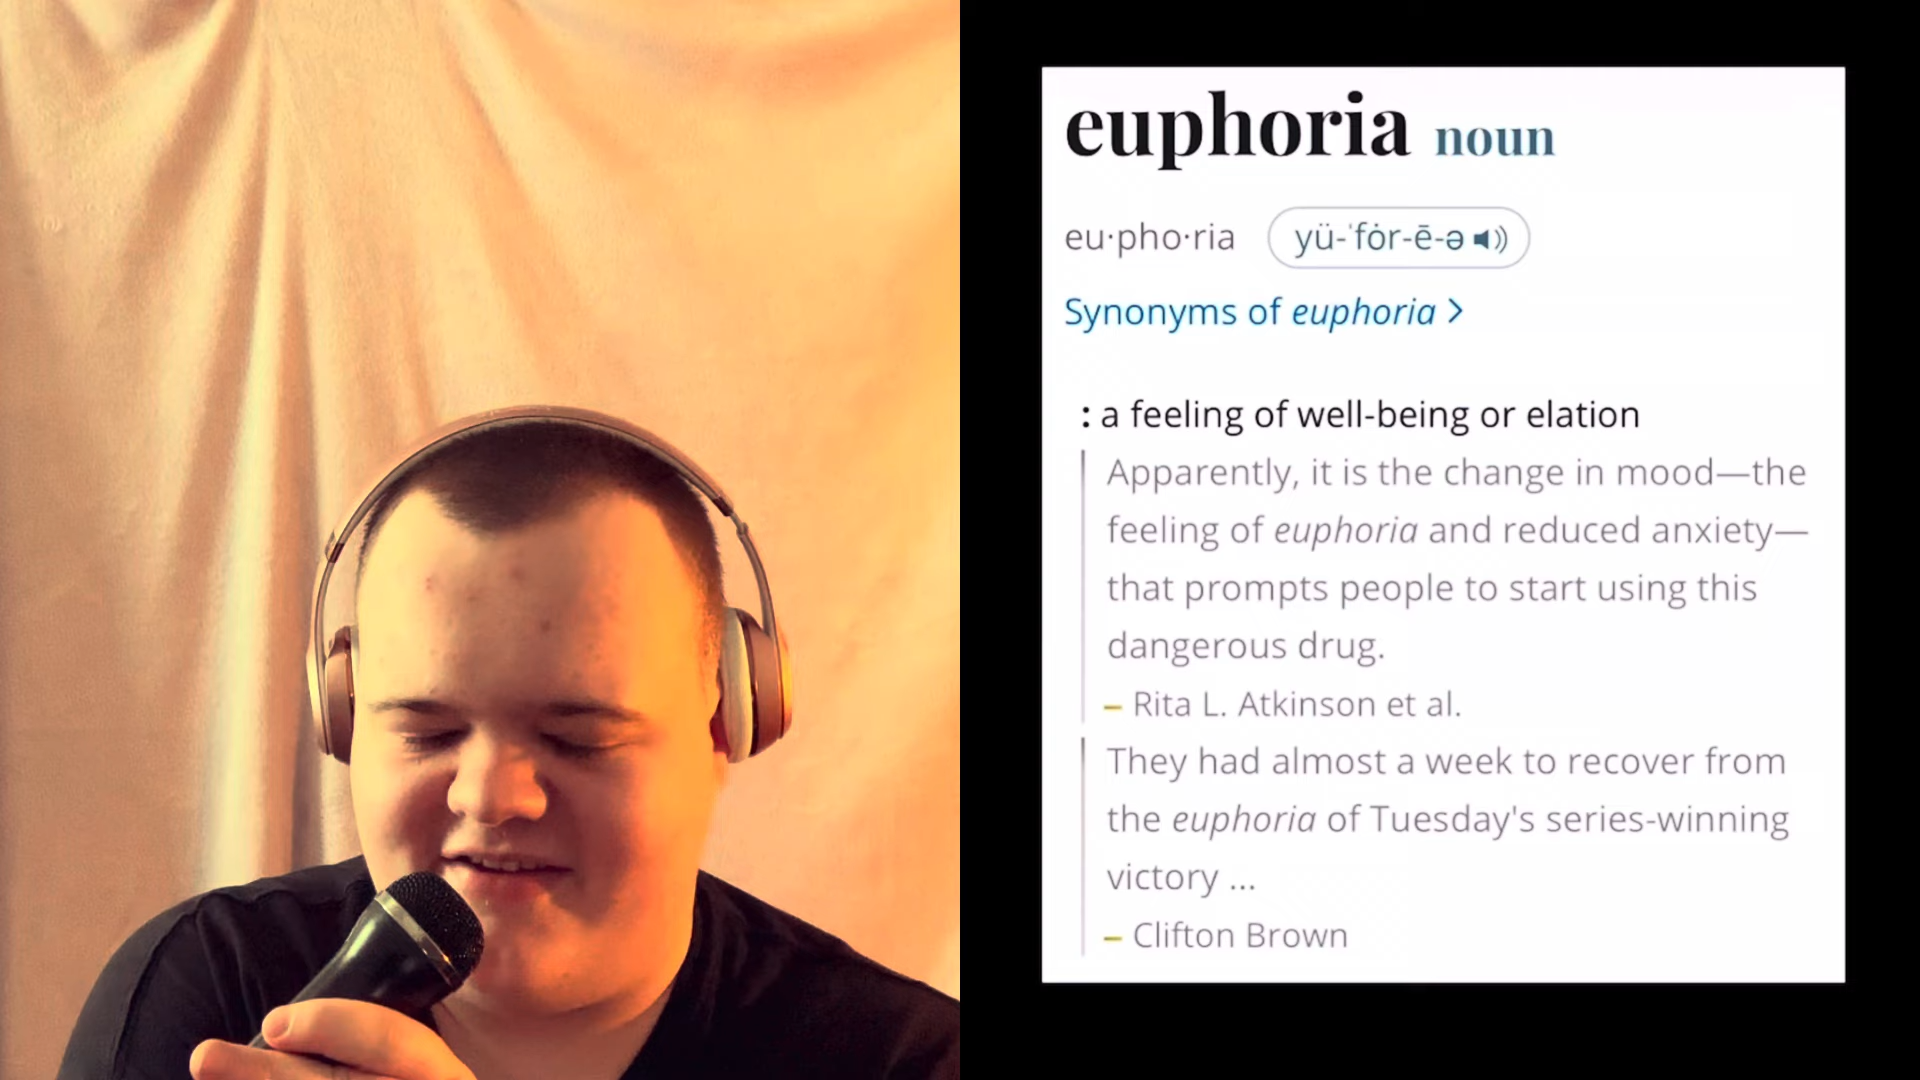 euphoria noun
eu·pho·ria yü-ˈfȯr-ē-ə
Synonyms of euphoria >
: a feeling of well-being or elation
Apparently, it is the change in mood—the
feeling of euphoria and reduced anxiety—
that prompts people to start using this
dangerous drug.
– Rita L. Atkinson et al.
They had almost a week to recover from
the euphoria of Tuesday's series-winning
victory ...
– Clifton Brown